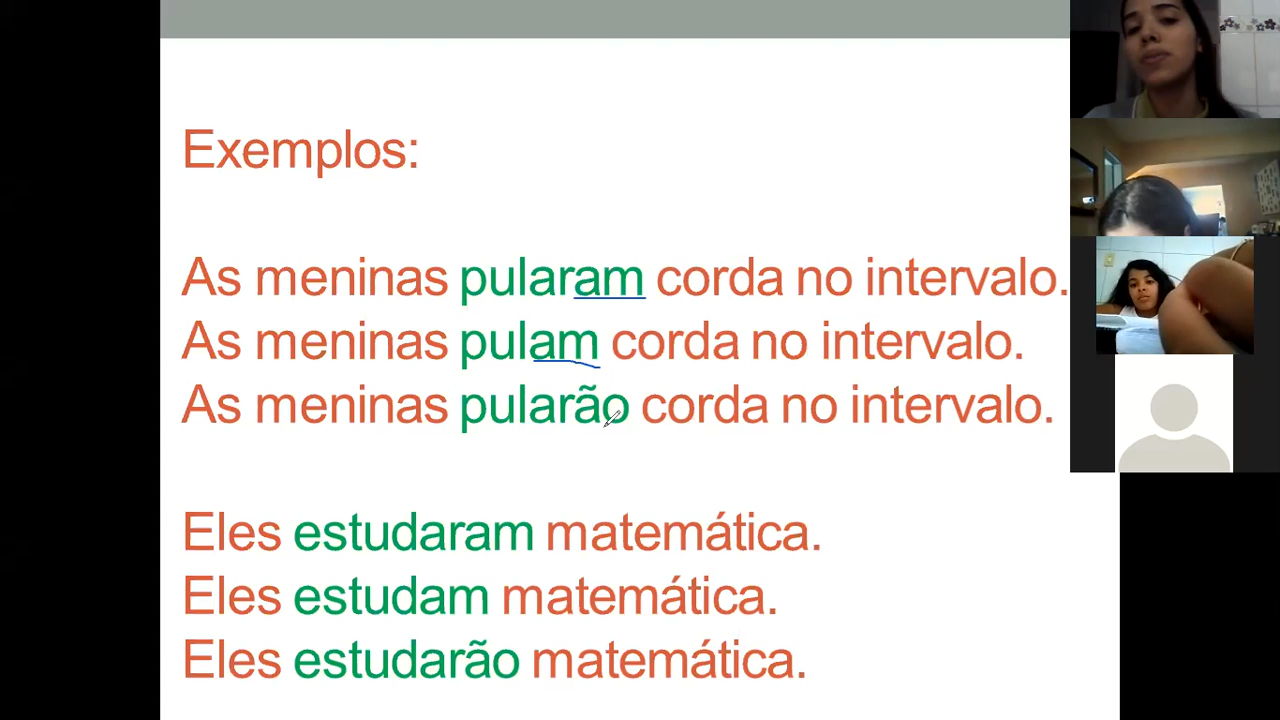 Exemplos:
As meninas pularam corda no intervalo.
As meninas pulam corda no intervalo.
As meninas pularão corda no intervalo.
Eles estudaram matemática.
Eles estudam matemática.
Eles estudarão matemática.